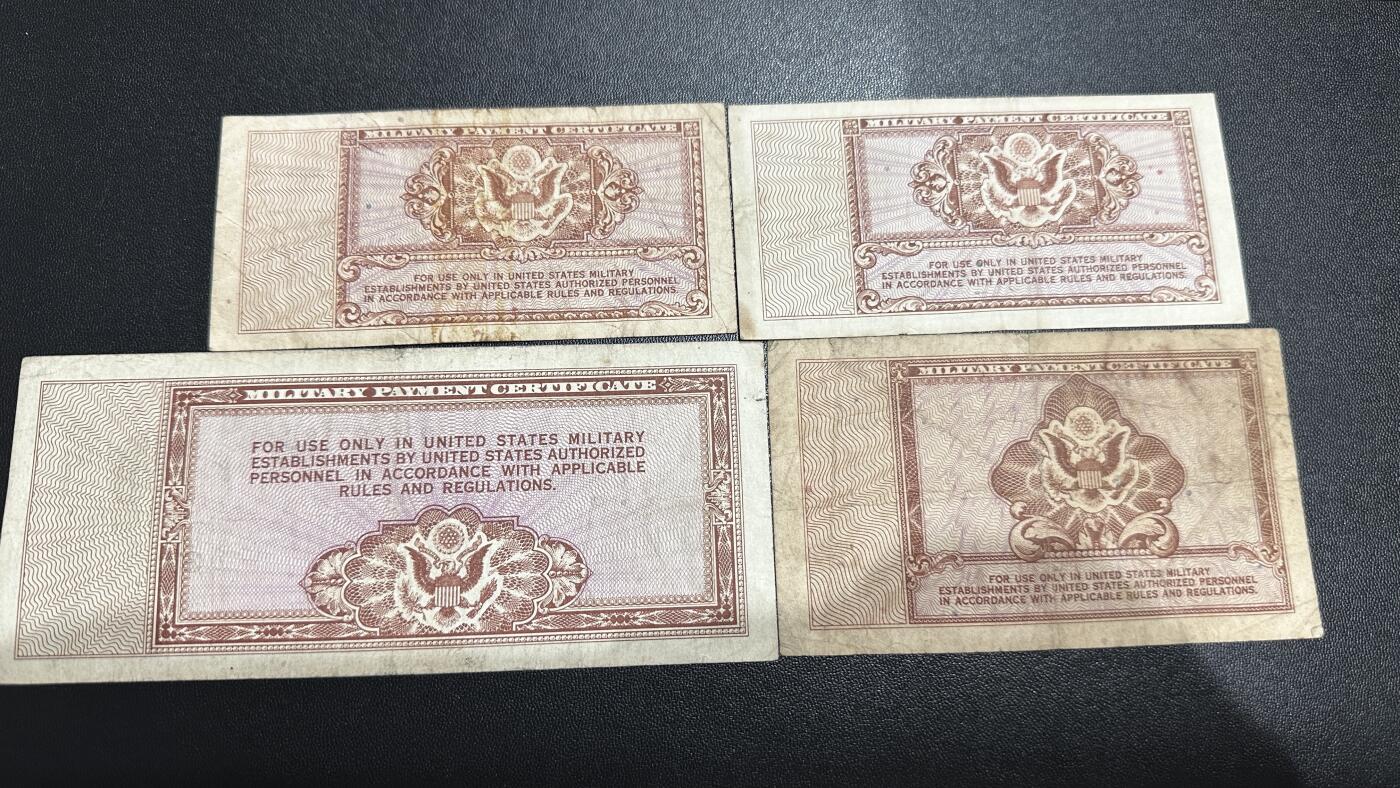 MILITARY PAYMENT CERTIFICATE
FOR USE ONLY IN UNITED STATES MILITARY
ESTABLISHMENTS BY UNITED STATES AUTHORIZED PERSONNEL
IN ACCORDANCE WITH APPLICABLE RULES AND REGULATIONS.
MILITARY PAYMENT CERTIFICATE
FOR USE ONLY IN UNITED STATES MILITARY
ESTABLISHMENTS BY UNITED STATES AUTHORIZED PERSONNEL
IN ACCORDANCE WITH APPLICABLE RULES AND REGULATIONS.
MILITARY PAYMENT CERTIFICATE
FOR USE ONLY IN UNITED STATES MILITARY
ESTABLISHMENTS BY UNITED STATES AUTHORIZED
PERSONNEL IN ACCORDANCE WITH APPLICABLE
RULES AND REGULATIONS.
MILITARY PAYMENT CERTIFICATE
FOR USE ONLY IN UNITED STATES MILITARY
ESTABLISHMENTS BY UNITED STATES AUTHORIZED PERSONNEL
IN ACCORDANCE WITH APPLICABLE RULES AND REGULATIONS.